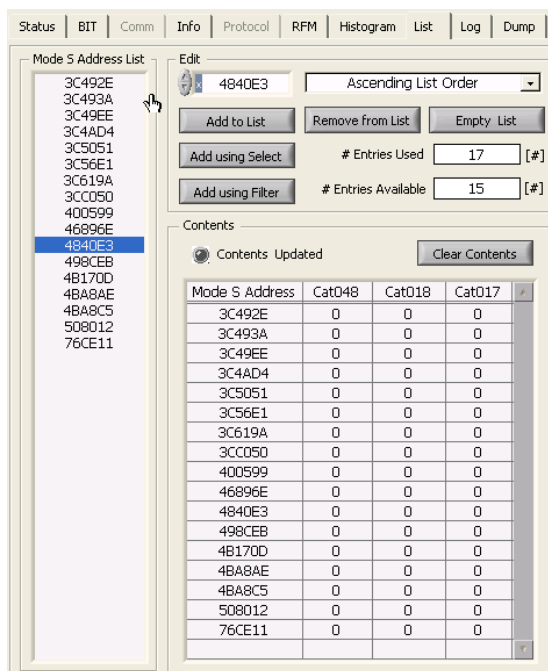 Status BIT Comm Info Protocol RFM Histogram List Log Dump
Mode S Address List
3C492E
3C493A
3C49EE
3C4AD4
3C5051
3C56E1
3C619A
3CC050
400599
46896E
4840E3
498CEB
4B170D
4BA8AE
4BA8C5
508012
76CE11
Edit
x 4840E3 Ascending List Order
Add to List Remove from List Empty List
Add using Select # Entries Used 17 [#]
Add using Filter # Entries Available 15 [#]
Contents
Contents Updated Clear Contents
Mode S Address Cat048 Cat018 Cat017
3C492E 0 0 0
3C493A 0 0 0
3C49EE 0 0 0
3C4AD4 0 0 0
3C5051 0 0 0
3C56E1 0 0 0
3C619A 0 0 0
3CC050 0 0 0
400599 0 0 0
46896E 0 0 0
4840E3 0 0 0
498CEB 0 0 0
4B170D 0 0 0
4BA8AE 0 0 0
4BA8C5 0 0 0
508012 0 0 0
76CE11 0 0 0